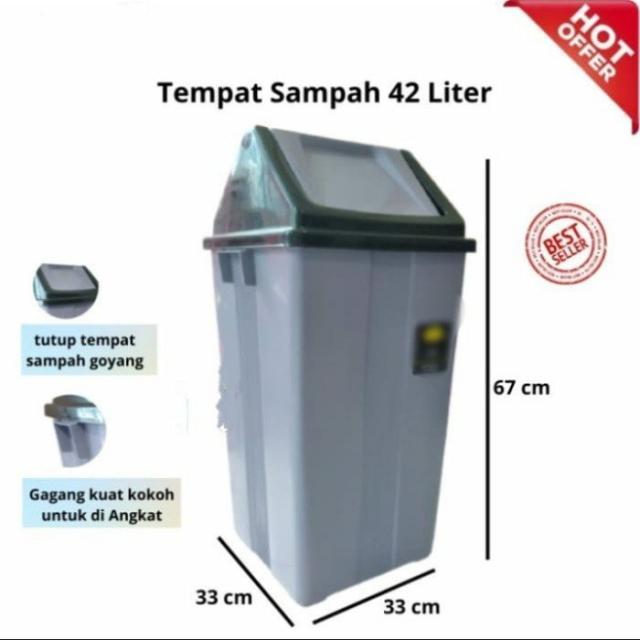 HOT
OFFER
Tempat Sampah 42 Liter
BEST
SELLER
tutup tempat
sampah goyang
67 cm
Gagang kuat kokoh
untuk di Angkat
33 cm
33 cm